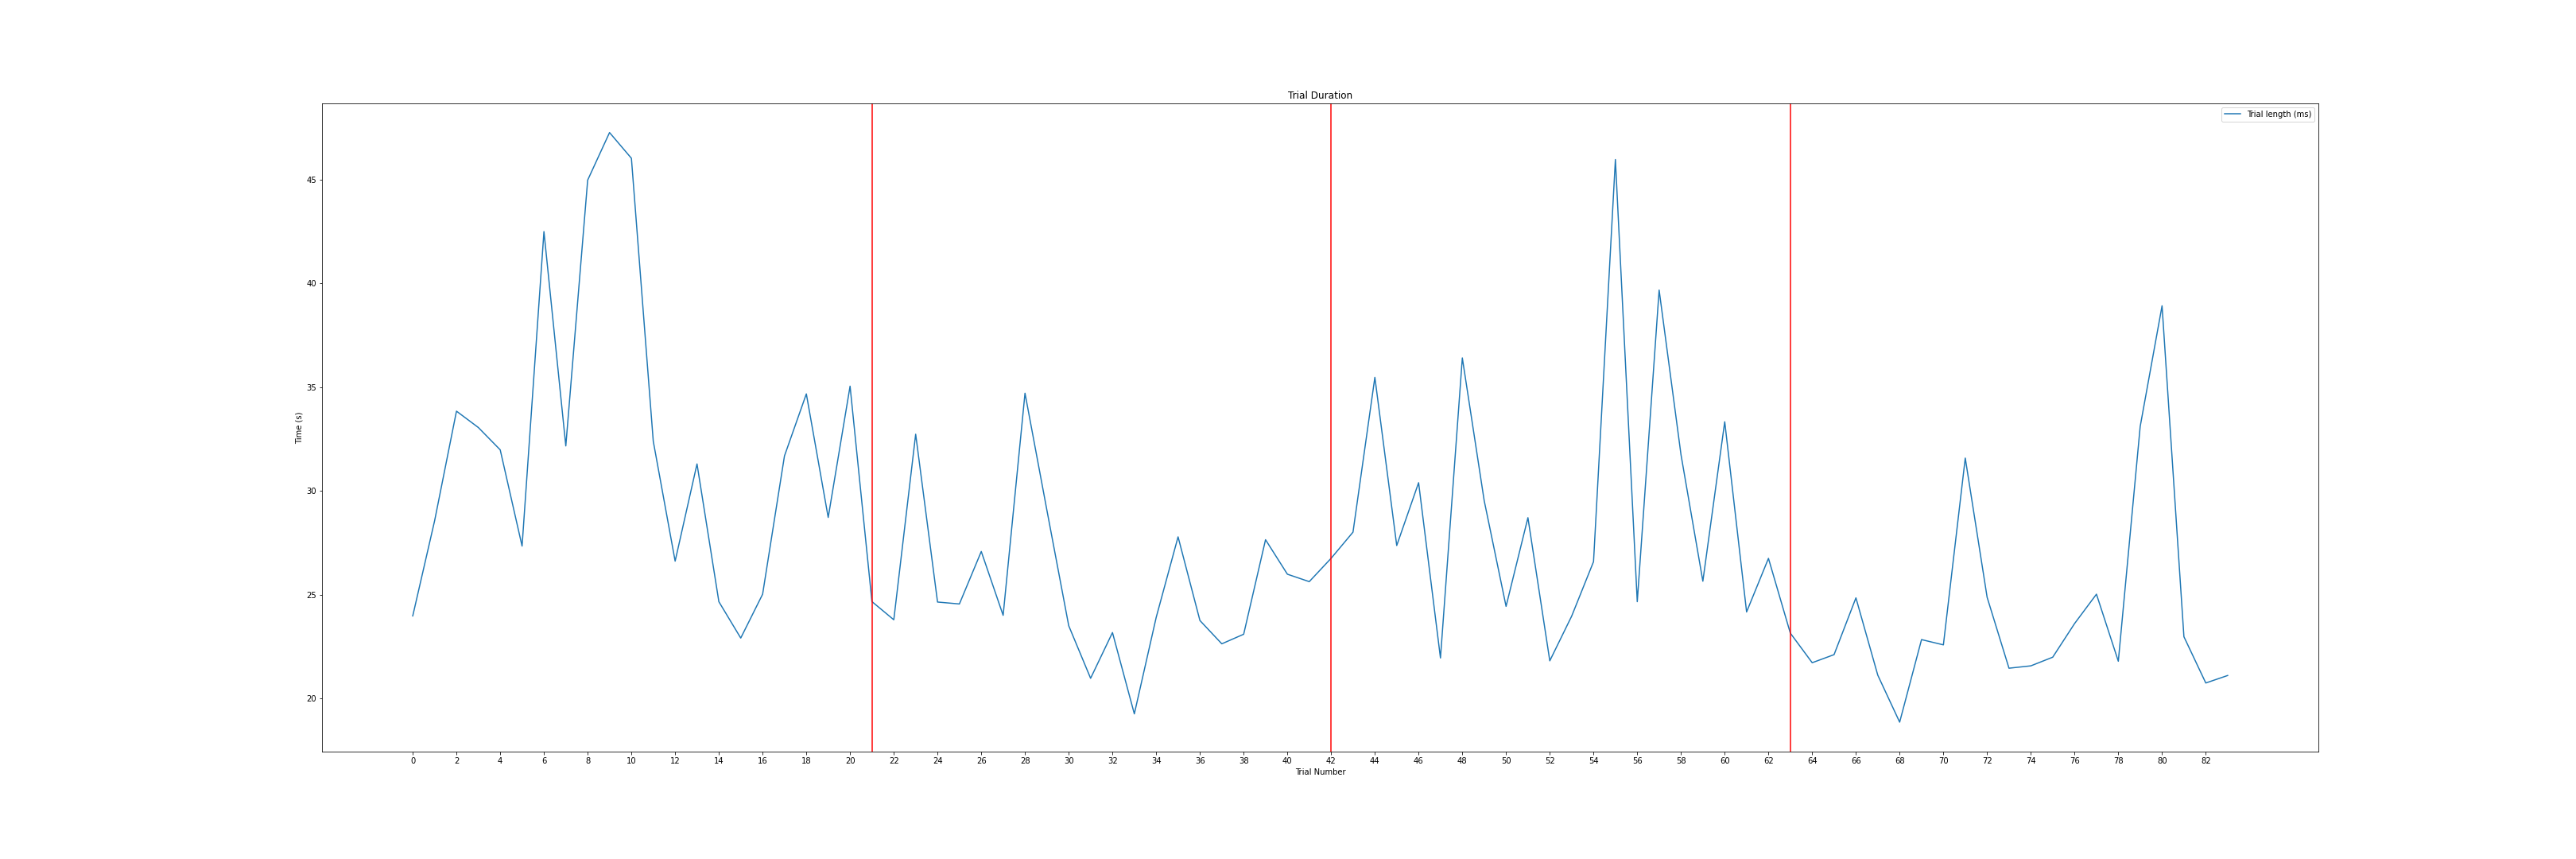 Trial Duration
Trial length (ms)
Time (s)
45
40
35
30
25
20
0 2 4 6 8 10 12 14 16 18 20 22 24 26 28 30 32 34 36 38 40 42 44 46 48 50 52 54 56 58 60 62 64 66 68 70 72 74 76 78 80 82
Trial Number